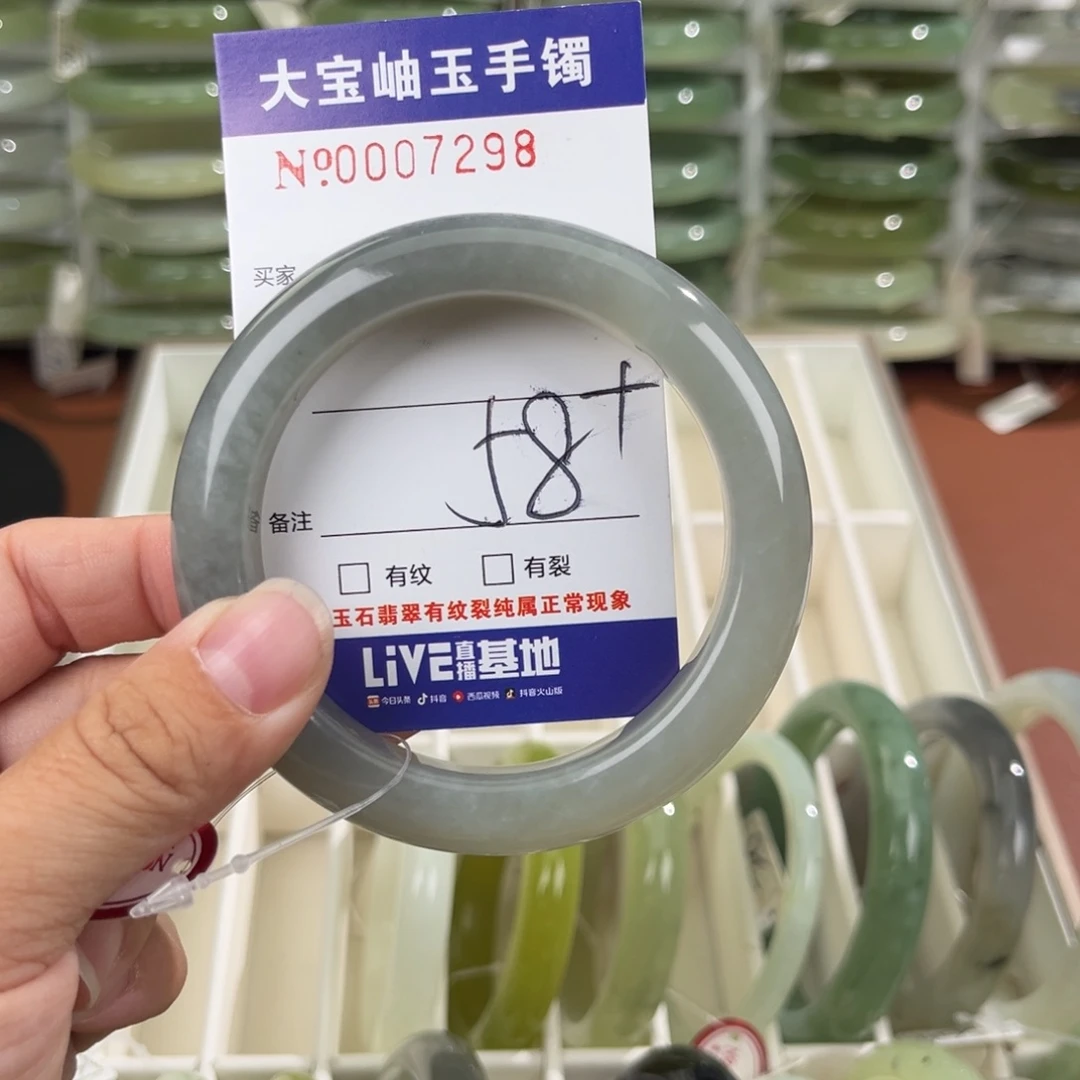 大宝岫玉手镯
Nº0007298
买家
58+
备注
有纹 有裂
玉石翡翠有纹裂纯属正常现象
LiVE直播基地
今日头条 抖音 西瓜视频 抖音火山版